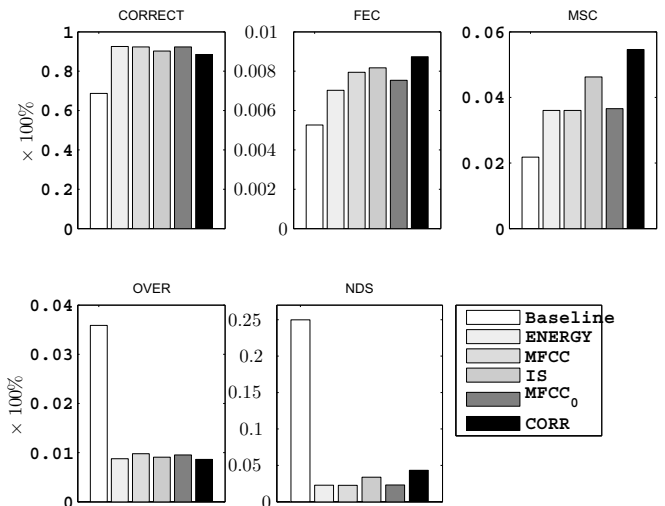 CORRECT
1
0.8
0.6
0.4
0.2
0
× 100%
FEC
0.01
0.008
0.006
0.004
0.002
0
MSC
0.06
0.04
0.02
0
OVER
0.04
0.03
0.02
0.01
0
× 100%
NDS
0.25
0.2
0.15
0.1
0.05
0
Baseline
ENERGY
MFCC
IS
MFCC₀
CORR